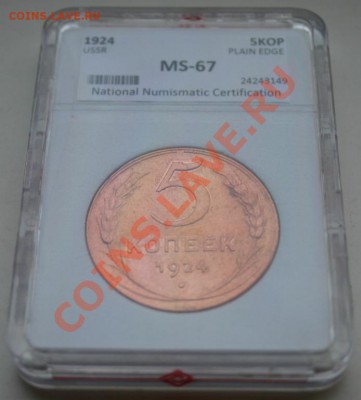 COINS.LAVE.RU
1924 5KOP
USSR PLAIN EDGE
MS-67
24243149
National Numismatic Certification
5
КОПЕЕК
1924
COINS.LAVE.RU